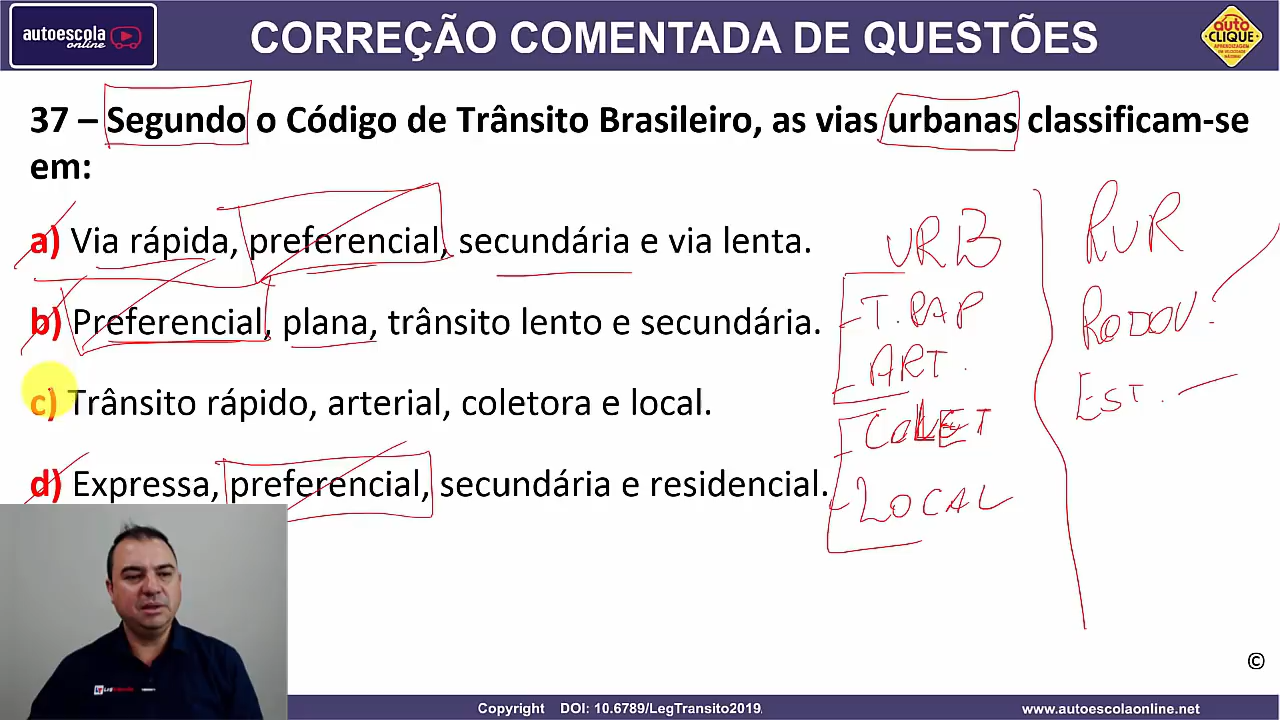 autoescola
online
CORREÇÃO COMENTADA DE QUESTÕES
auto
CLIQUE
37 – Segundo o Código de Trânsito Brasileiro, as vias urbanas classificam-se
em:
a) Via rápida, preferencial, secundária e via lenta.
b) Preferencial, plana, trânsito lento e secundária.
c) Trânsito rápido, arterial, coletora e local.
d) Expressa, preferencial, secundária e residencial.
URB
T. RAP
ART.
COLET
LOCAL
RUR
RODOV.
EST.
©
Copyright DOI: 10.6789/LegTransito2019.
www.autoescolaonline.net